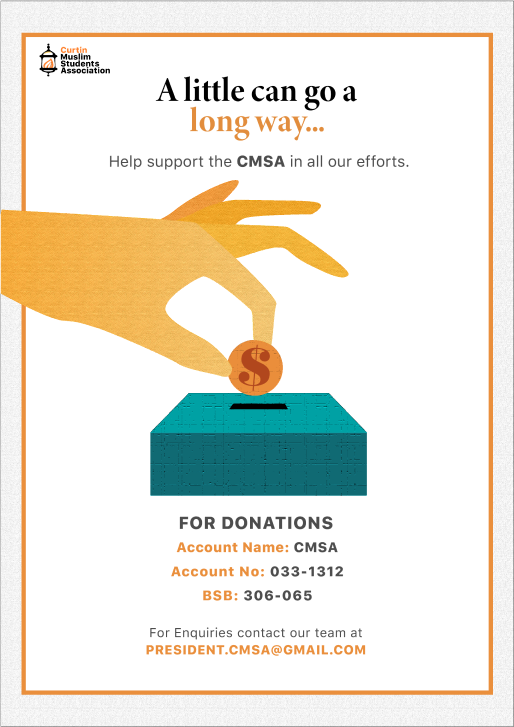 Curtin
Muslim
Students
Association
A little can go a
long way...
Help support the CMSA in all our efforts.
$
FOR DONATIONS
Account Name: CMSA
Account No: 033-1312
BSB: 306-065
For Enquiries contact our team at
PRESIDENT.CMSA@GMAIL.COM